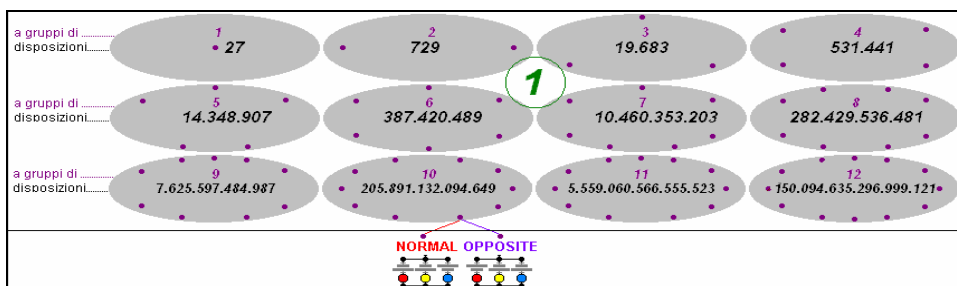 a gruppi di 1 2 3 4
disposizioni 27 729 19.683 531.441
1
a gruppi di 5 6 7 8
disposizioni 14.348.907 387.420.489 10.460.353.203 282.429.536.481
a gruppi di 9 10 11 12
disposizioni 7.625.597.484.987 205.891.132.094.649 5.559.060.566.555.523 150.094.635.296.999.121
NORMAL OPPOSITE